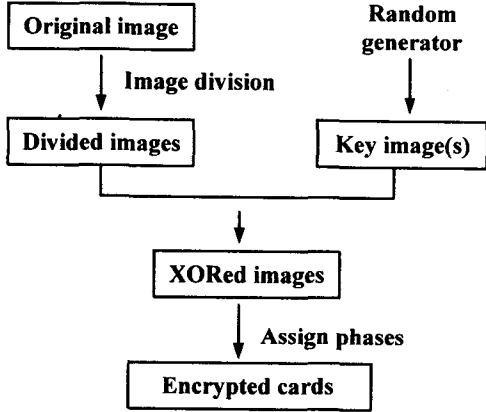 Original image
Random
generator
Image division
Divided images
Key image(s)
XORed images
Assign phases
Encrypted cards